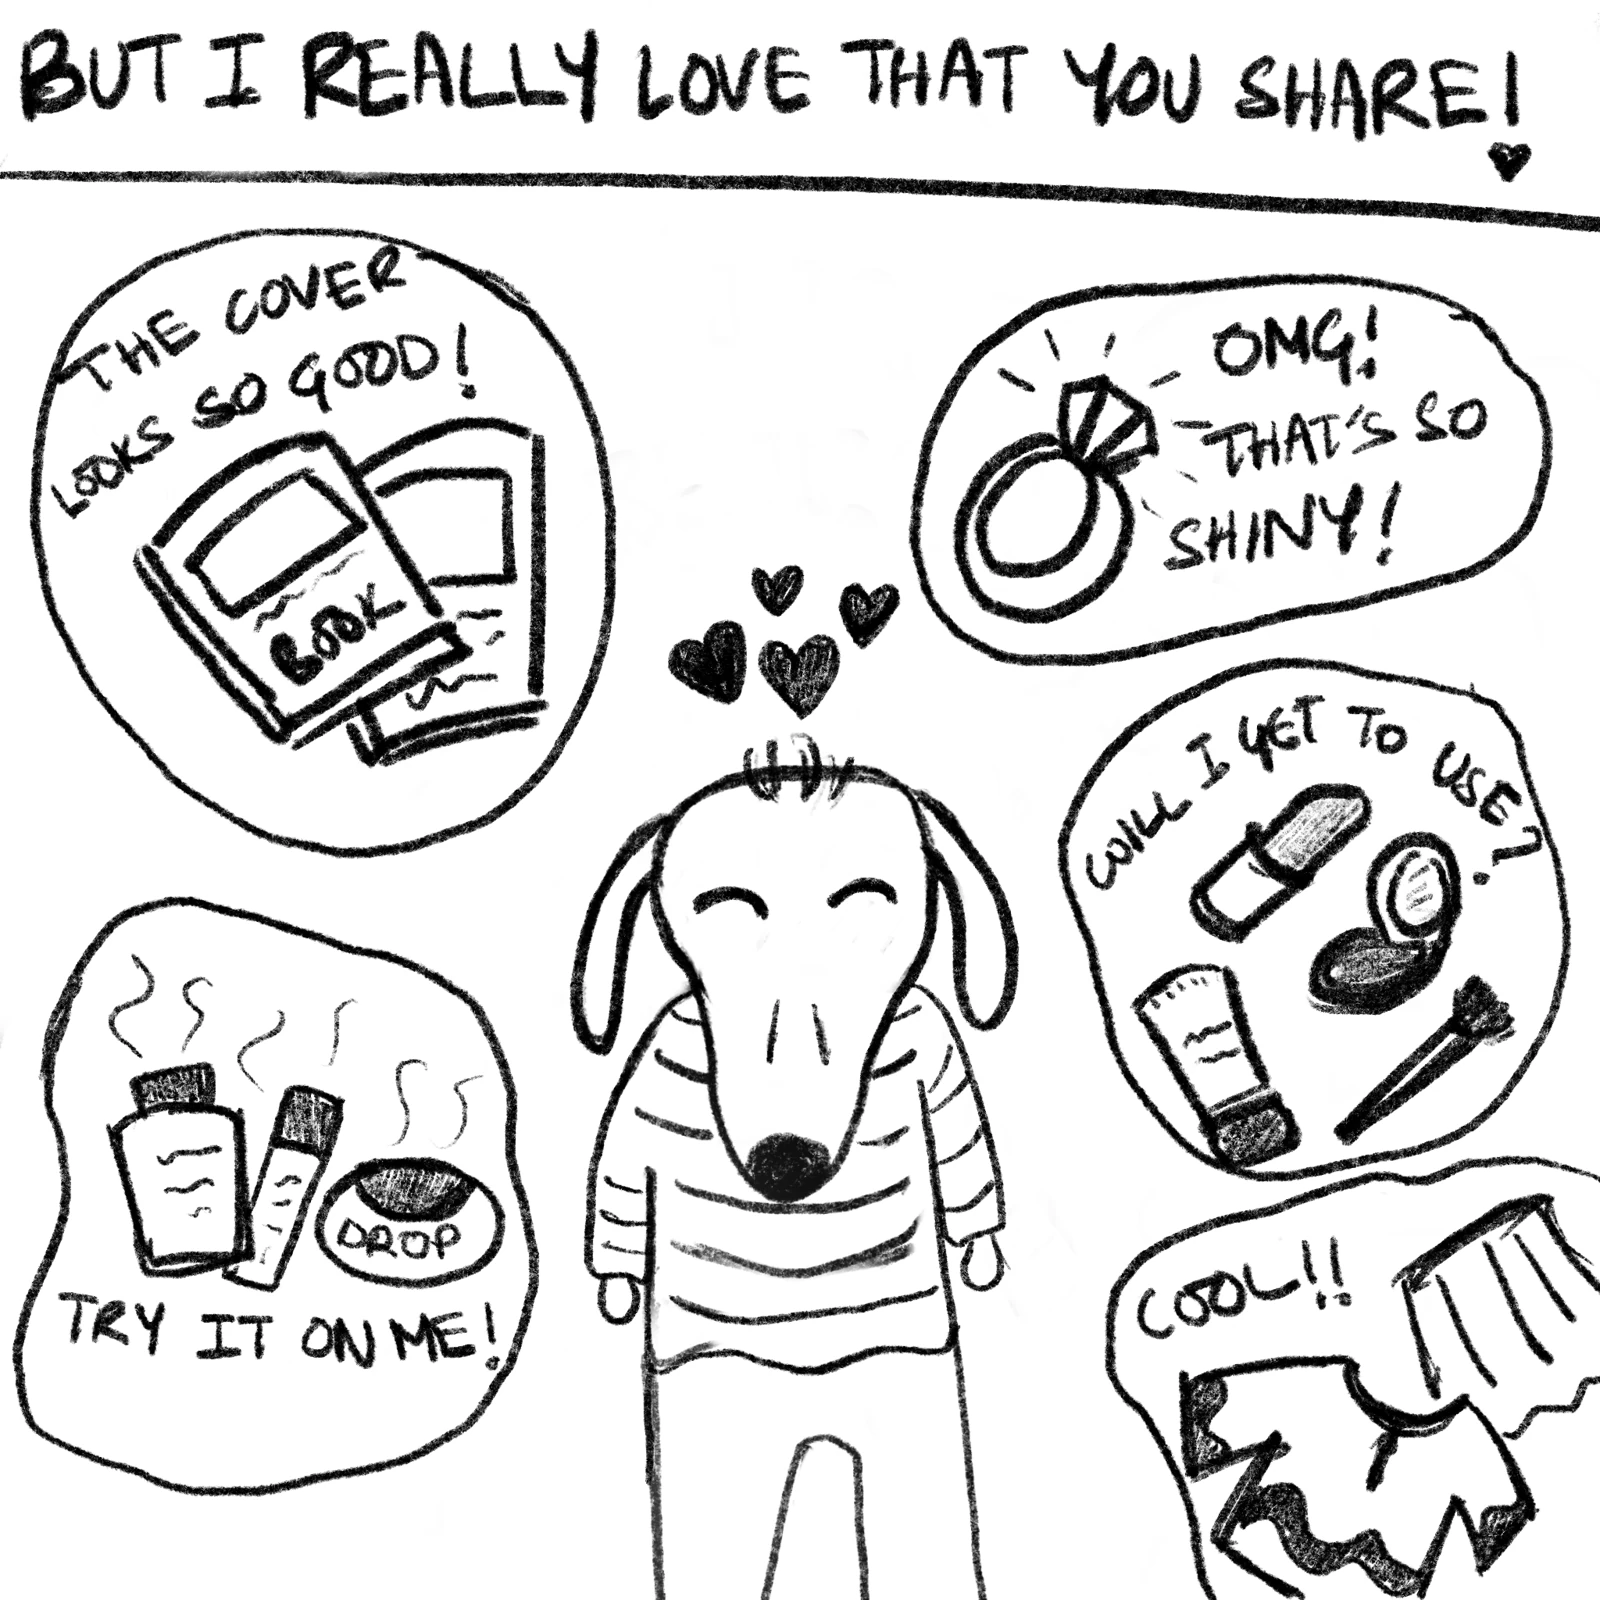 BUT I REALLY LOVE THAT YOU SHARE!
THE COVER
LOOKS SO GOOD!
BOOK
OMG!
THAT'S SO
SHINY!
WILL I GET TO USE?
DROP
TRY IT ON ME!
COOL!!